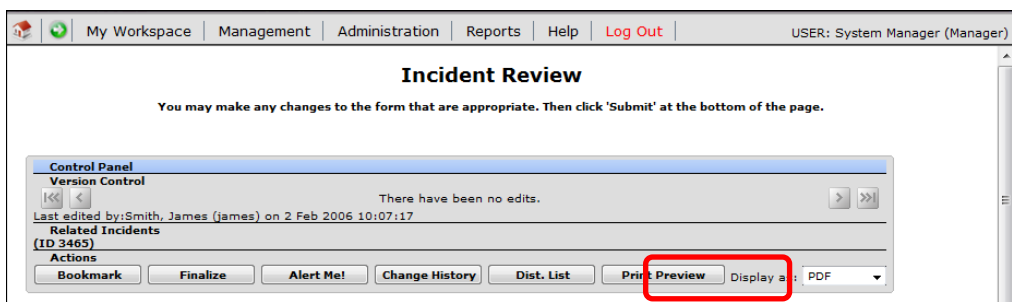 My Workspace Management Administration Reports Help Log Out USER: System Manager (Manager)
Incident Review
You may make any changes to the form that are appropriate. Then click 'Submit' at the bottom of the page.
Control Panel
Version Control
There have been no edits.
Last edited by:Smith, James (james) on 2 Feb 2006 10:07:17
Related Incidents
(ID 3465)
Actions
Bookmark Finalize Alert Me! Change History Dist. List Print Preview Display as: PDF